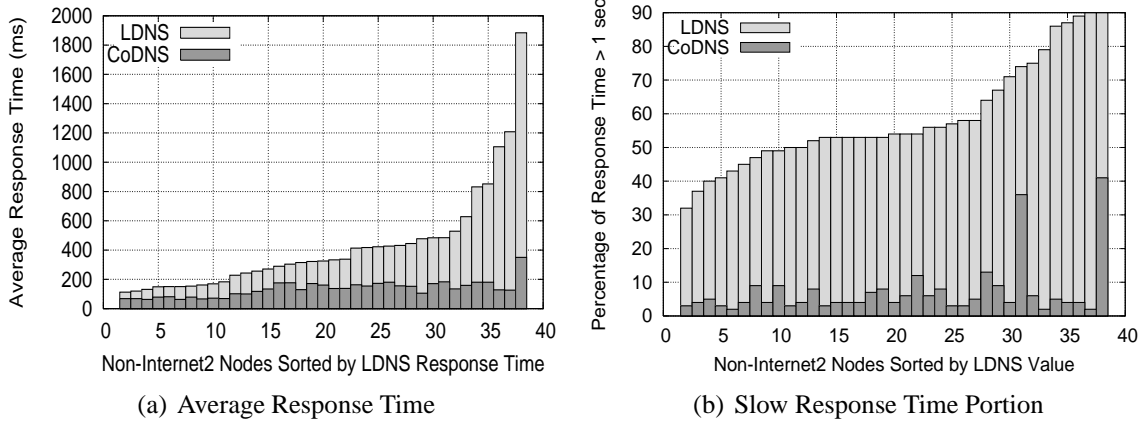 2000
1800
1600
1400
1200
1000
800
600
400
200
0
Average Response Time (ms)
LDNS
CoDNS
0 5 10 15 20 25 30 35 40
Non-Internet2 Nodes Sorted by LDNS Response Time
(a) Average Response Time
90
80
70
60
50
40
30
20
10
0
Percentage of Response Time > 1 sec
LDNS
CoDNS
0 5 10 15 20 25 30 35 40
Non-Internet2 Nodes Sorted by LDNS Value
(b) Slow Response Time Portion